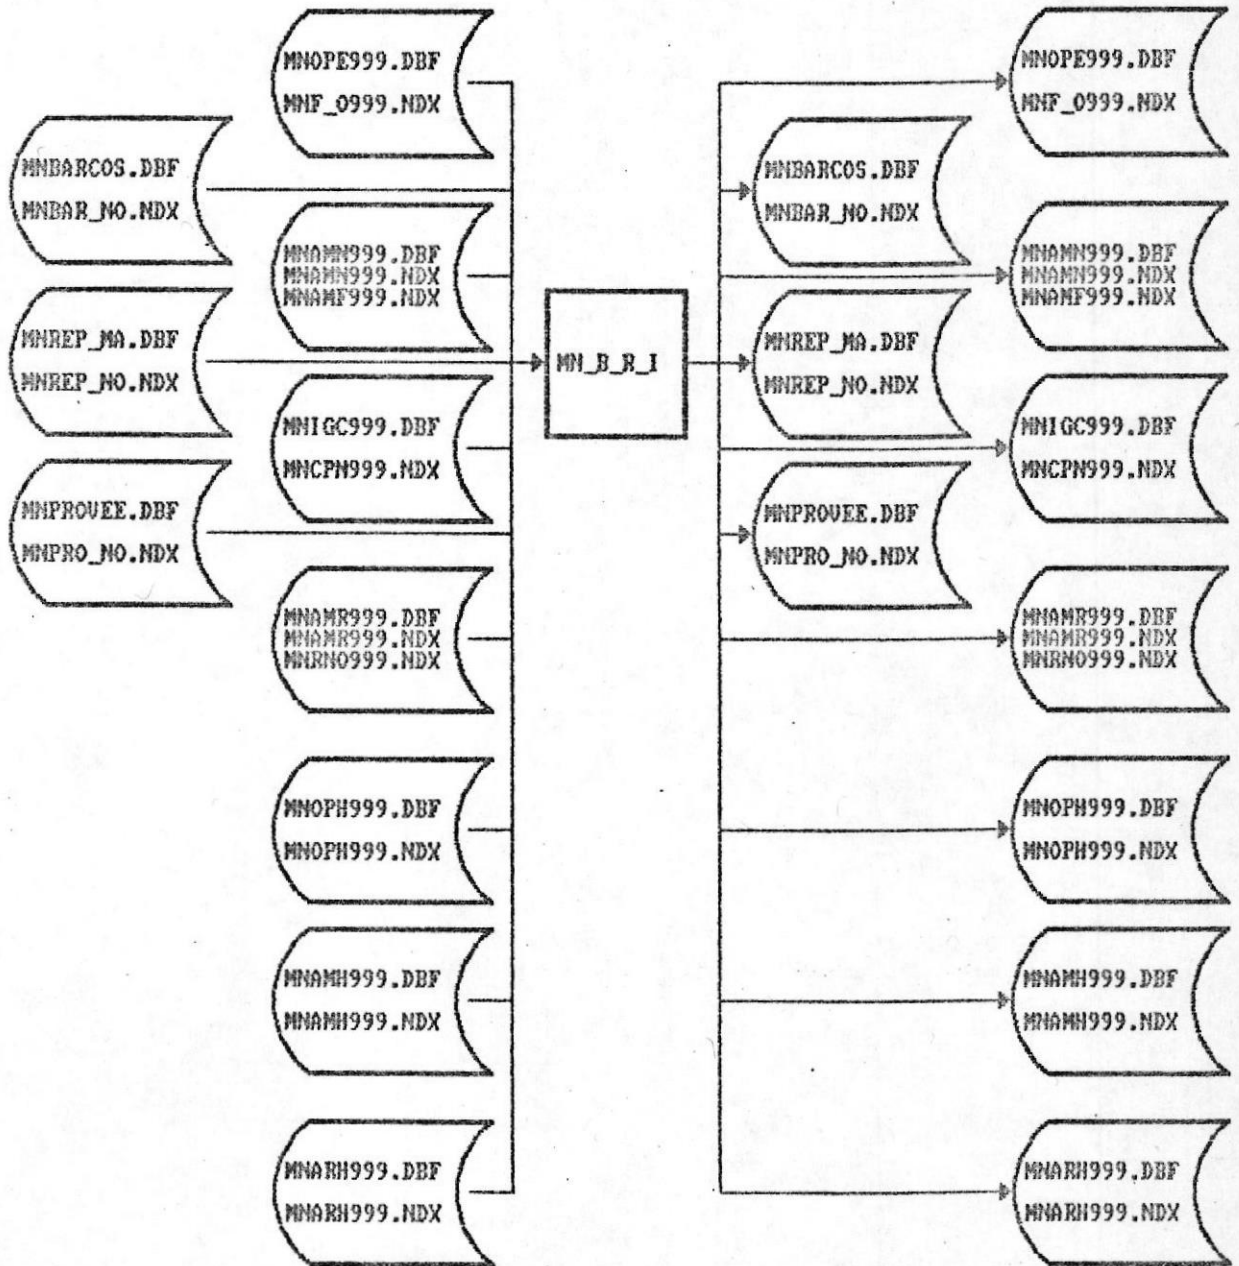 MNOPE999.DBF
MNF_O999.NDX
MNBARCOS.DBF
MNBAR_NO.NDX
MNAMN999.DBF
MNAMN999.NDX
MNAMF999.NDX
MNREP_MA.DBF
MNREP_NO.NDX
MNIGC999.DBF
MNCPN999.NDX
MNPROVEE.DBF
MNPRO_NO.NDX
MNAMR999.DBF
MNAMR999.NDX
MNRNO999.NDX
MNOPH999.DBF
MNOPH999.NDX
MNAMH999.DBF
MNAMH999.NDX
MNARH999.DBF
MNARH999.NDX
MN_B_R_I
MNOPE999.DBF
MNF_O999.NDX
MNBARCOS.DBF
MNBAR_NO.NDX
MNAMN999.DBF
MNAMN999.NDX
MNAMF999.NDX
MNREP_MA.DBF
MNREP_NO.NDX
MNIGC999.DBF
MNCPN999.NDX
MNPROVEE.DBF
MNPRO_NO.NDX
MNAMR999.DBF
MNAMR999.NDX
MNRNO999.NDX
MNOPH999.DBF
MNOPH999.NDX
MNAMH999.DBF
MNAMH999.NDX
MNARH999.DBF
MNARH999.NDX